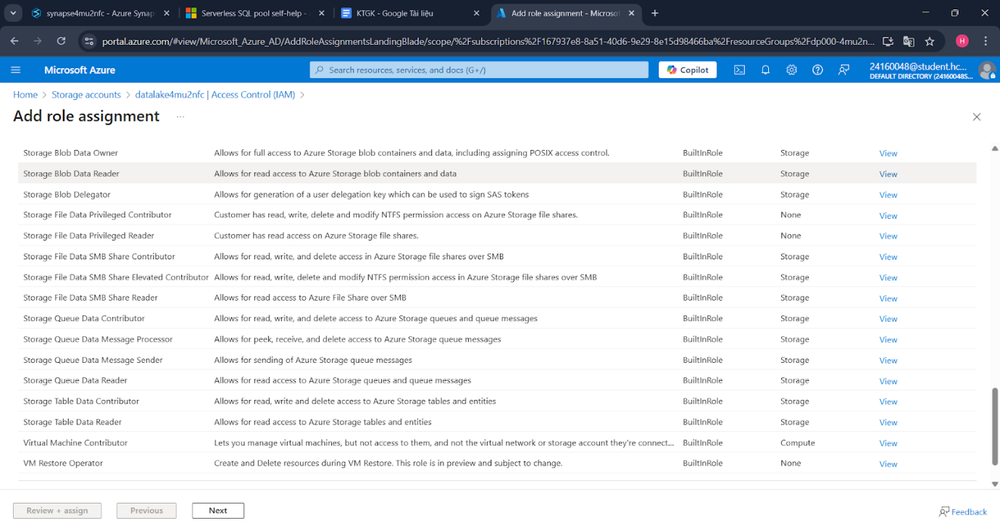 synapse4mu2nfc - Azure Synap
Serverless SQL pool self-help -
KTGK - Google Tài liệu
Add role assignment - Microsof
portal.azure.com/#view/Microsoft_Azure_AD/AddRoleAssignmentsLandingBlade/scope/%2Fsubscriptions%2F167937e8-8a51-40d6-9e29-8e15d98466ba%2FresourceGroups%2Fdp000-4mu2n...
H
Microsoft Azure
Search resources, services, and docs (G+/)
Copilot
24160048@student.hc...
DEFAULT DIRECTORY (24160048S...
Home > Storage accounts > datalake4mu2nfc | Access Control (IAM) >
Add role assignment ...
Storage Blob Data Owner Allows for full access to Azure Storage blob containers and data, including assigning POSIX access control. BuiltInRole Storage View
Storage Blob Data Reader Allows for read access to Azure Storage blob containers and data BuiltInRole Storage View
Storage Blob Delegator Allows for generation of a user delegation key which can be used to sign SAS tokens BuiltInRole Storage View
Storage File Data Privileged Contributor Customer has read, write, delete and modify NTFS permission access on Azure Storage file shares. BuiltInRole None View
Storage File Data Privileged Reader Customer has read access on Azure Storage file shares. BuiltInRole None View
Storage File Data SMB Share Contributor Allows for read, write, and delete access in Azure Storage file shares over SMB BuiltInRole Storage View
Storage File Data SMB Share Elevated Contributor Allows for read, write, delete and modify NTFS permission access in Azure Storage file shares over SMB BuiltInRole Storage View
Storage File Data SMB Share Reader Allows for read access to Azure File Share over SMB BuiltInRole Storage View
Storage Queue Data Contributor Allows for read, write, and delete access to Azure Storage queues and queue messages BuiltInRole Storage View
Storage Queue Data Message Processor Allows for peek, receive, and delete access to Azure Storage queue messages BuiltInRole Storage View
Storage Queue Data Message Sender Allows for sending of Azure Storage queue messages BuiltInRole Storage View
Storage Queue Data Reader Allows for read access to Azure Storage queues and queue messages BuiltInRole Storage View
Storage Table Data Contributor Allows for read, write and delete access to Azure Storage tables and entities BuiltInRole Storage View
Storage Table Data Reader Allows for read access to Azure Storage tables and entities BuiltInRole Storage View
Virtual Machine Contributor Lets you manage virtual machines, but not access to them, and not the virtual network or storage account they're connect... BuiltInRole Compute View
VM Restore Operator Create and Delete resources during VM Restore. This role is in preview and subject to change. BuiltInRole None View
Review + assign Previous Next Feedback